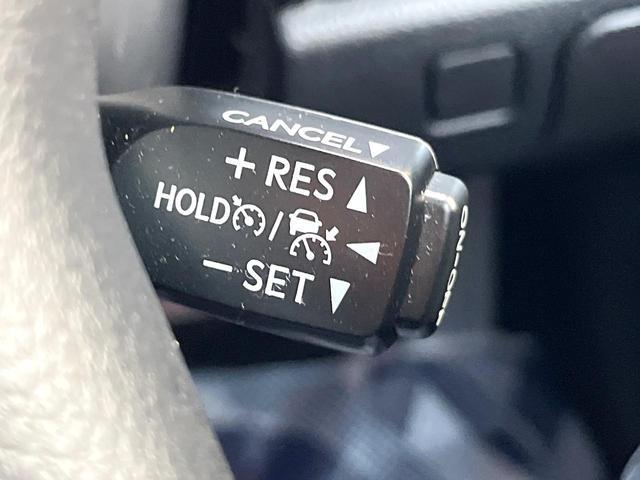 CANCEL▼
+ RES ▲
HOLD / ◀
− SET ▼
ON-OFF